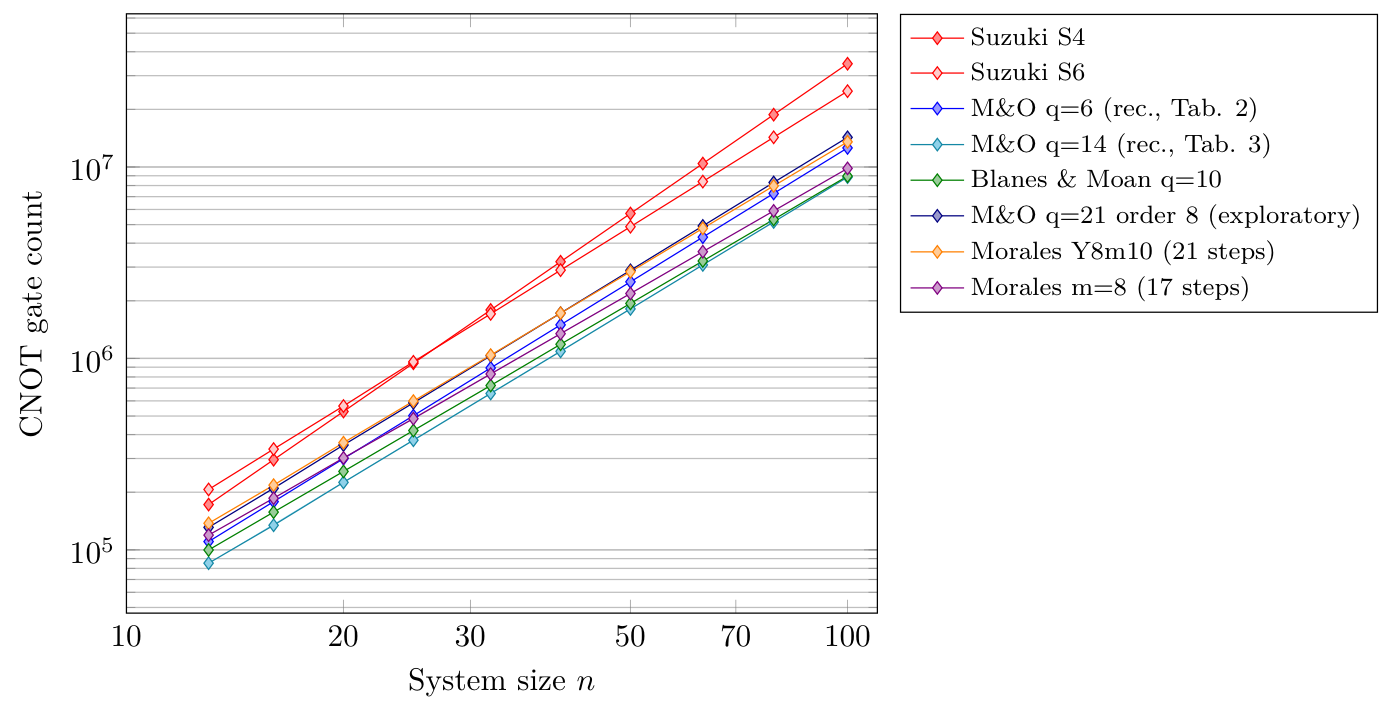 CNOT gate count
10^7
10^6
10^5
10 20 30 50 70 100
System size n
Suzuki S4
Suzuki S6
M&O q=6 (rec., Tab. 2)
M&O q=14 (rec., Tab. 3)
Blanes & Moan q=10
M&O q=21 order 8 (exploratory)
Morales Y8m10 (21 steps)
Morales m=8 (17 steps)